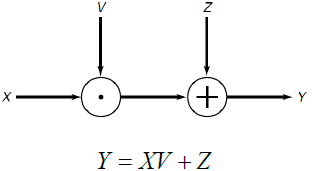 V Z
X Y
Y = XV + Z